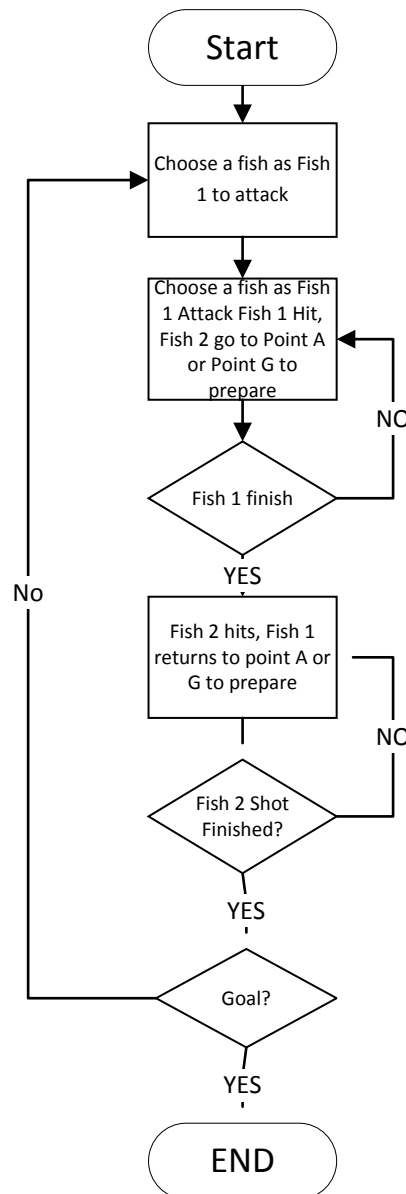 Start
Choose a fish as Fish
1 to attack
Choose a fish as Fish
1 Attack Fish 1 Hit,
Fish 2 go to Point A
or Point G to
prepare
NO
Fish 1 finish
YES
No
Fish 2 hits, Fish 1
returns to point A or
G to prepare
NO
Fish 2 Shot
Finished?
YES
Goal?
YES
END